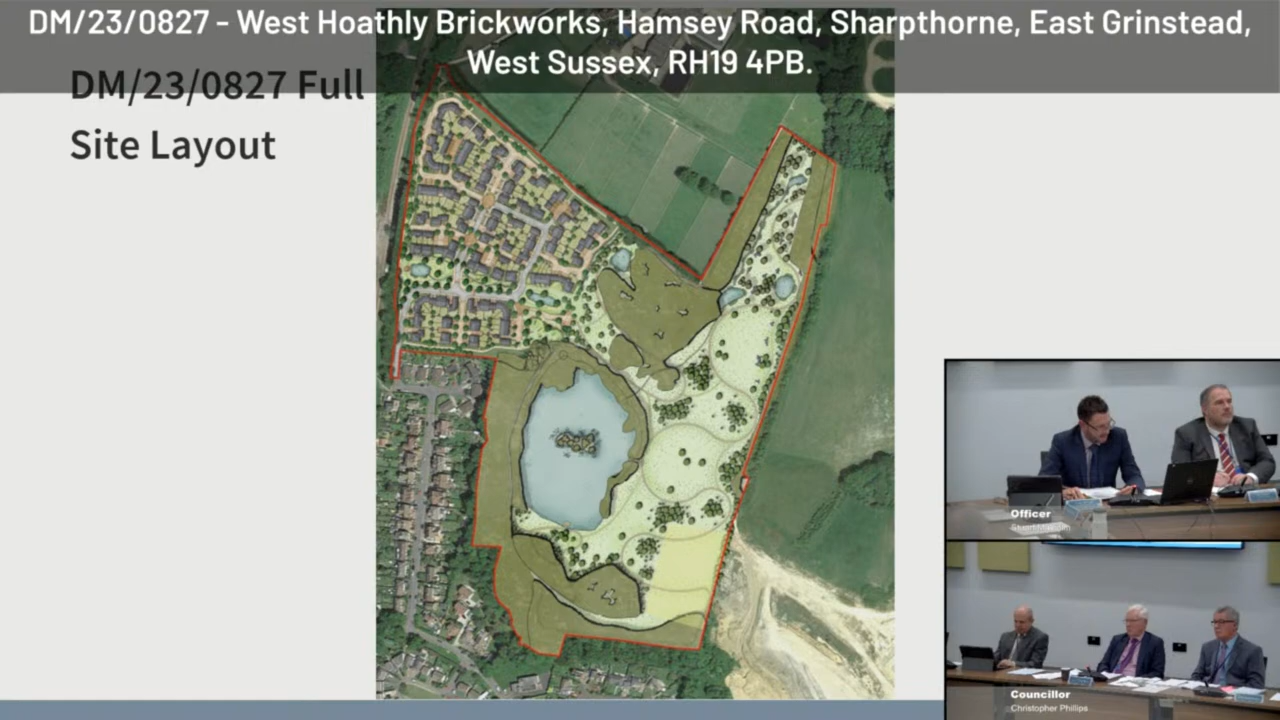 DM/23/0827 - West Hoathly Brickworks, Hamsey Road, Sharpthorne, East Grinstead,
West Sussex, RH19 4PB.
DM/23/0827 Full
Site Layout
Officer
Councillor
Christopher Phillips